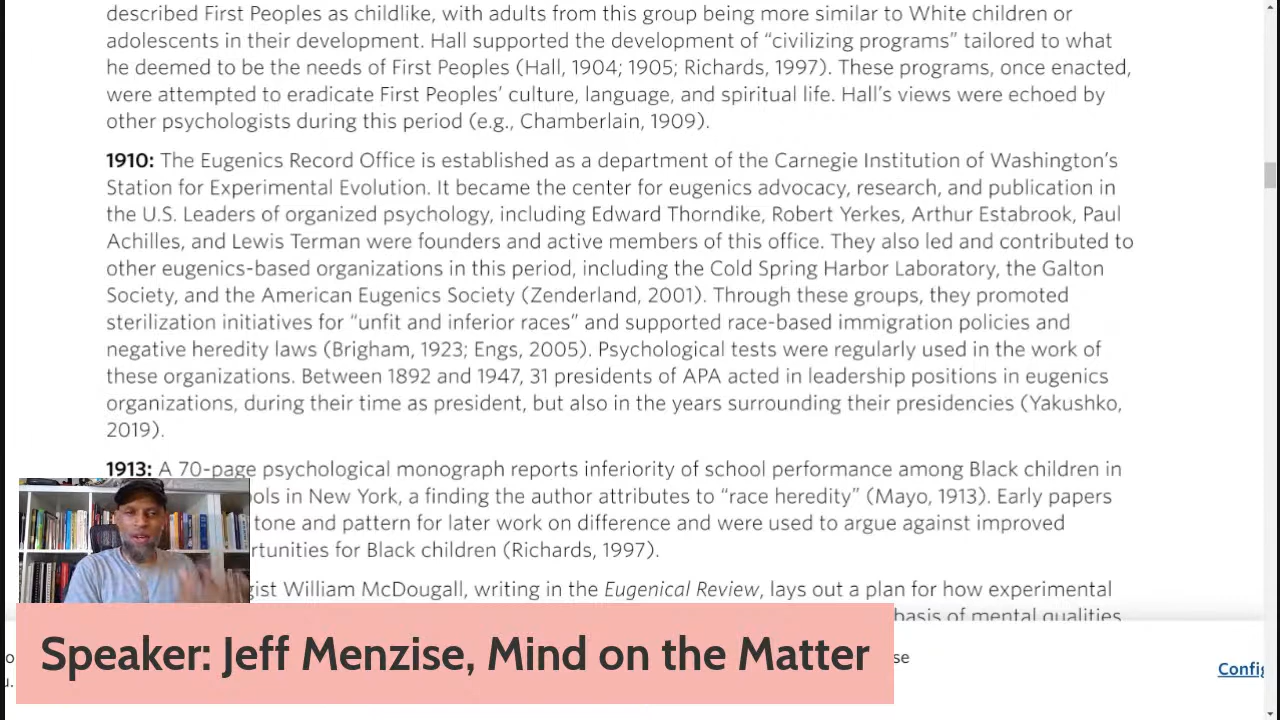 described First Peoples as childlike, with adults from this group being more similar to White children or
adolescents in their development. Hall supported the development of “civilizing programs” tailored to what
he deemed to be the needs of First Peoples (Hall, 1904; 1905; Richards, 1997). These programs, once enacted,
were attempted to eradicate First Peoples’ culture, language, and spiritual life. Hall’s views were echoed by
other psychologists during this period (e.g., Chamberlain, 1909).
1910: The Eugenics Record Office is established as a department of the Carnegie Institution of Washington’s
Station for Experimental Evolution. It became the center for eugenics advocacy, research, and publication in
the U.S. Leaders of organized psychology, including Edward Thorndike, Robert Yerkes, Arthur Estabrook, Paul
Achilles, and Lewis Terman were founders and active members of this office. They also led and contributed to
other eugenics-based organizations in this period, including the Cold Spring Harbor Laboratory, the Galton
Society, and the American Eugenics Society (Zenderland, 2001). Through these groups, they promoted
sterilization initiatives for “unfit and inferior races” and supported race-based immigration policies and
negative heredity laws (Brigham, 1923; Engs, 2005). Psychological tests were regularly used in the work of
these organizations. Between 1892 and 1947, 31 presidents of APA acted in leadership positions in eugenics
organizations, during their time as president, but also in the years surrounding their presidencies (Yakushko,
2019).
1913: A 70-page psychological monograph reports inferiority of school performance among Black children in
ols in New York, a finding the author attributes to “race heredity” (Mayo, 1913). Early papers
tone and pattern for later work on difference and were used to argue against improved
rtunities for Black children (Richards, 1997).
gist William McDougall, writing in the Eugenical Review, lays out a plan for how experimental
basis of mental qualities
se
Config
Speaker: Jeff Menzise, Mind on the Matter